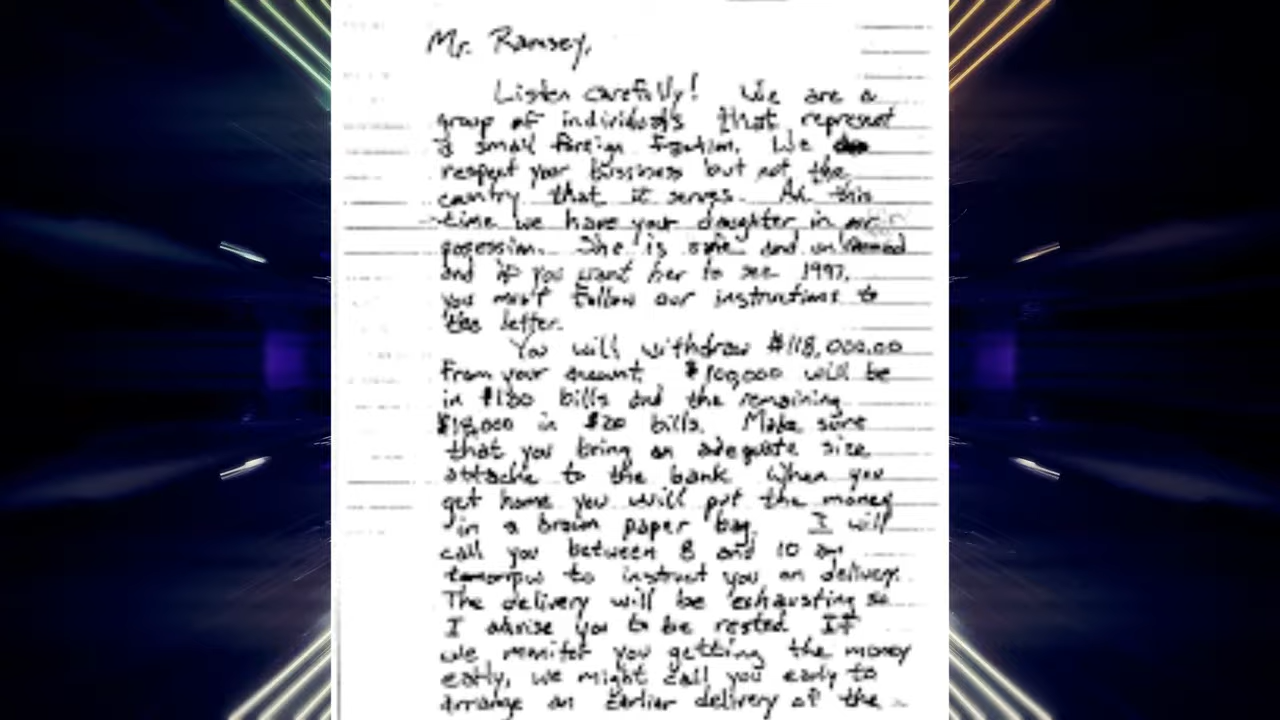 Mr. Ramsey,
Listen carefully! We are a
group of individuals that represent
a small foreign faction. We
respect your bussiness but not the
country that it serves. At this
time we have your daughter in our
posession. She is safe and unharmed
and if you want her to see 1997,
you must follow our instructions to
the letter.
You will withdraw $118,000.00
from your account. $100,000 will be
in $100 bills and the remaining
$18,000 in $20 bills. Make sure
that you bring an adequate size
attache to the bank. When you
get home you will put the money
in a brown paper bag. I will
call you between 8 and 10 am
tomorrow to instruct you on delivery.
The delivery will be exhausting so
I advise you to be rested. If
we monitor you getting the money
early, we might call you early to
arrange an earlier delivery of the